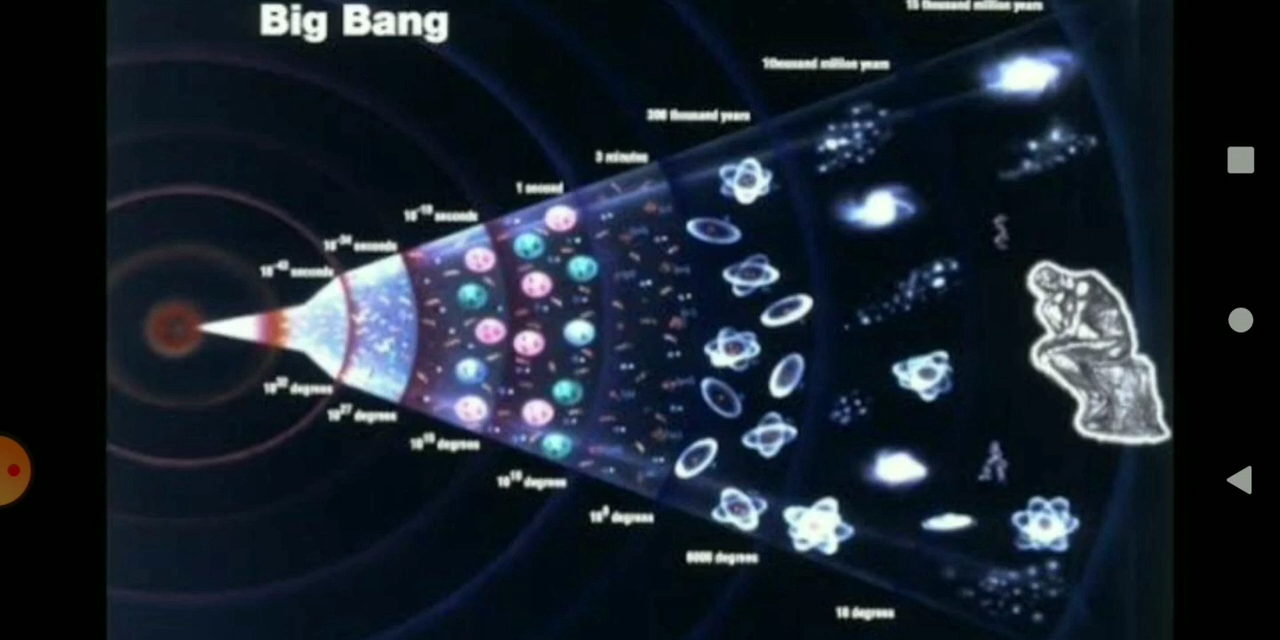 Big Bang
15 thousand million years
1 thousand million years
300 thousand years
3 minutes
1 second
10⁻¹⁰ seconds
10⁻³⁴ seconds
10⁻⁴³ seconds
10³² degrees
10²⁷ degrees
10¹⁵ degrees
10¹⁰ degrees
10⁹ degrees
6000 degrees
18 degrees